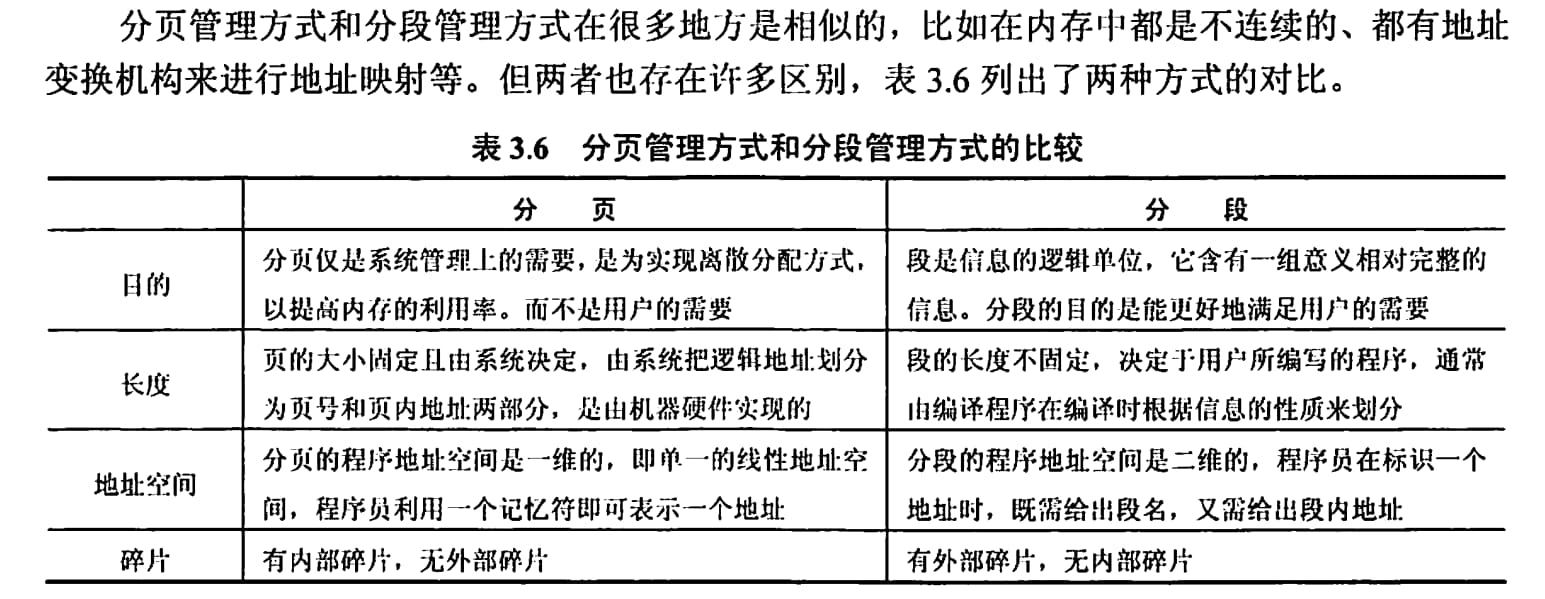 分页管理方式和分段管理方式在很多地方是相似的，比如在内存中都是不连续的、都有地址
变换机构来进行地址映射等。但两者也存在许多区别，表 3.6 列出了两种方式的对比。
表 3.6 分页管理方式和分段管理方式的比较
分 页
分 段
目的
分页仅是系统管理上的需要，是为实现离散分配方式，
以提高内存的利用率。而不是用户的需要
段是信息的逻辑单位，它含有一组意义相对完整的
信息。分段的目的是能更好地满足用户的需要
长度
页的大小固定且由系统决定，由系统把逻辑地址划分
为页号和页内地址两部分，是由机器硬件实现的
段的长度不固定，决定于用户所编写的程序，通常
由编译程序在编译时根据信息的性质米划分
地址空间
分页的程序地址空间是一维的，即单一的线性地址空
间，程序员利用一个记忆符即可表示一个地址
分段的程序地址空间是二维的，程序员在标识一个
地址时，既需给出段名，又需给出段内地址
碎片
有内部碎片，无外部碎片
有外部碎片，无内部碎片